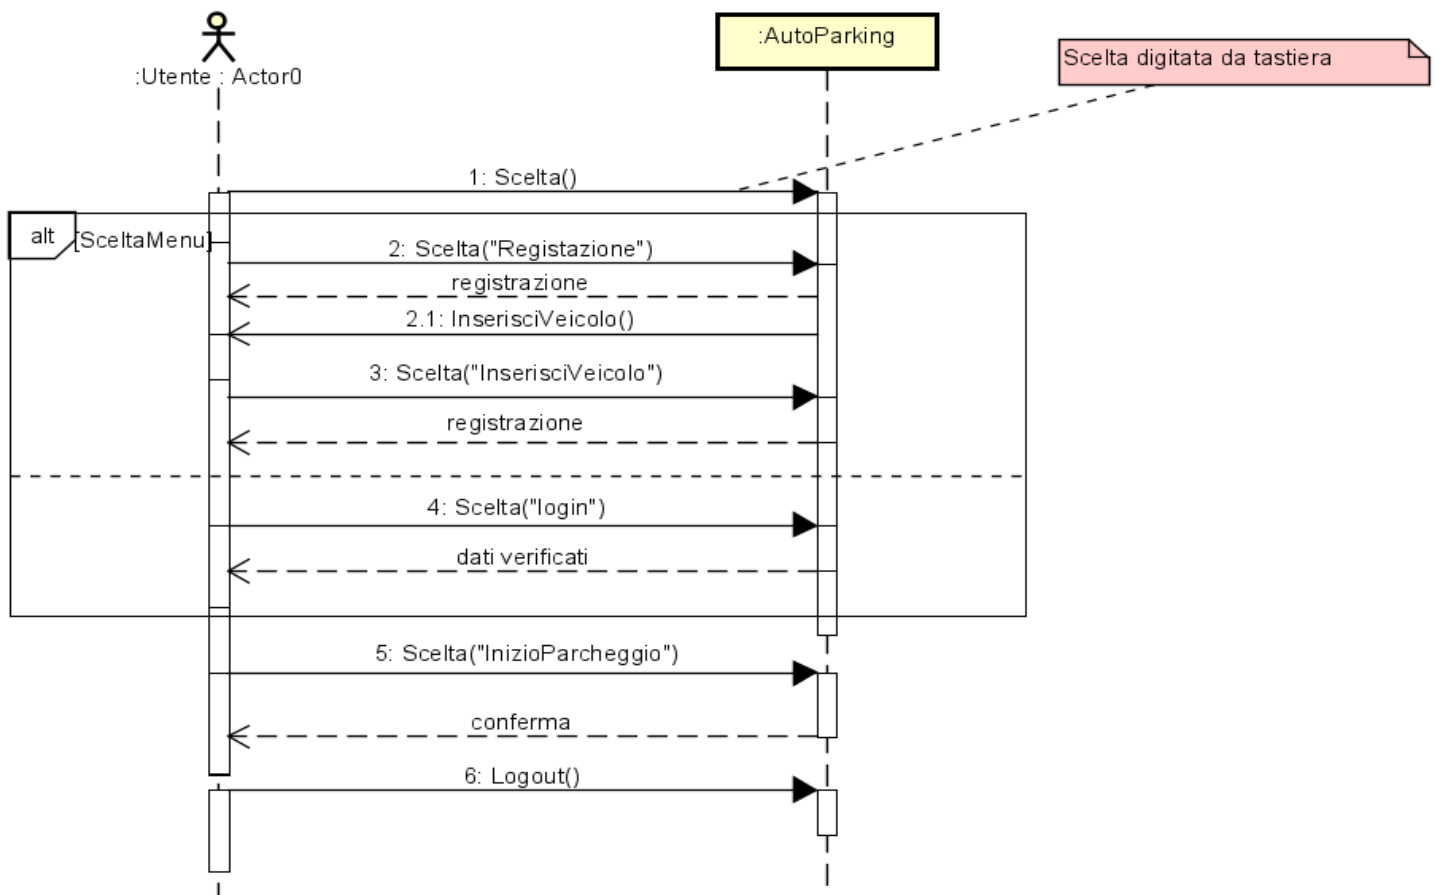 :Utente : Actor0
:AutoParking
Scelta digitata da tastiera
1: Scelta()
alt
[SceltaMenu]
2: Scelta("Registazione")
registrazione
2.1: InserisciVeicolo()
3: Scelta("InserisciVeicolo")
registrazione
4: Scelta("login")
dati verificati
5: Scelta("InizioParcheggio")
conferma
6: Logout()